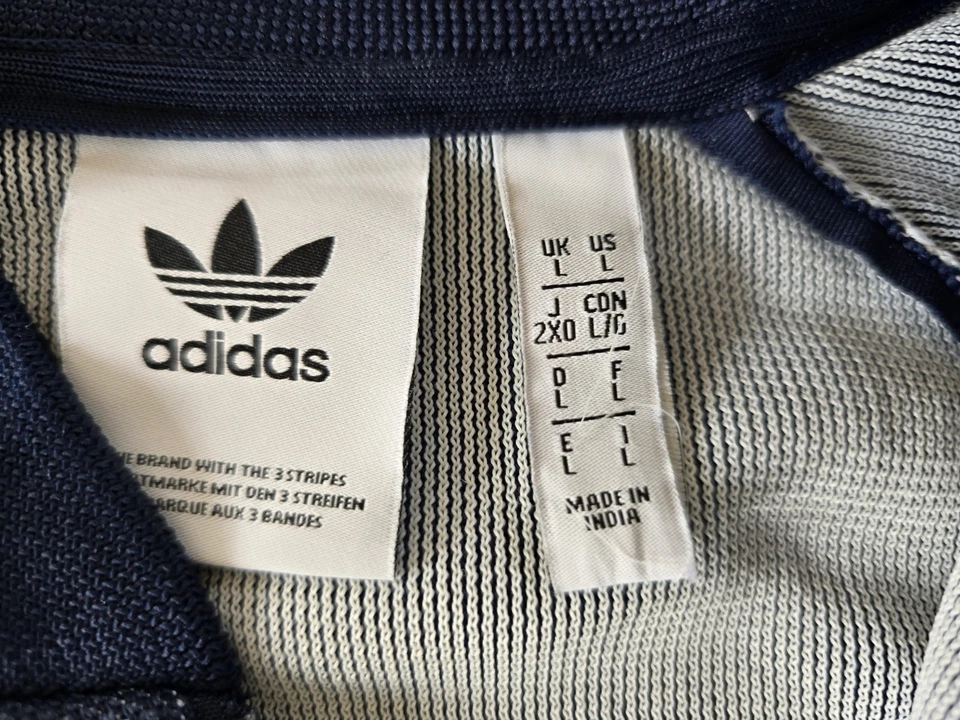 adidas
BRAND WITH THE 3 STRIPES
MIT DEN 3 STREIFEN
AUX 3 BANDES
UK US
L L
J CDN
2XO L/G
D F
L L
E I
L L
MADE IN
INDIA